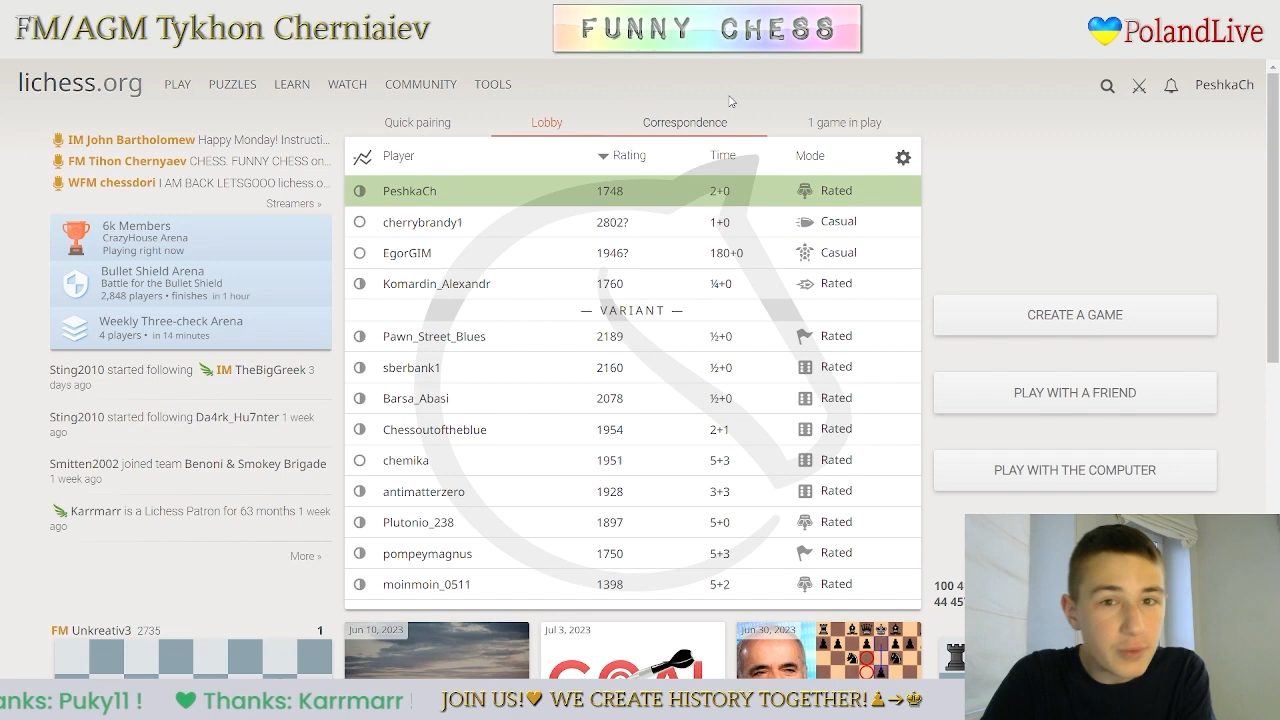 FM/AGM Tykhon Cherniaiev
FUNNY CHESS
PolandLive
lichess.org PLAY PUZZLES LEARN WATCH COMMUNITY TOOLS PeshkaCh
Quick pairing Lobby Correspondence 1 game in play
IM John Bartholomew Happy Monday! Instructi...
FM Tihon Chernyaev CHESS. FUNNY CHESS on...
WFM chessdori I AM BACK LETSGOOO lichess.o...
Streamers »
6k Members
CrazyHouse Arena
Playing right now
Bullet Shield Arena
Battle for the Bullet Shield
2,848 players • finishes in 1 hour
Weekly Three-check Arena
4 players • in 14 minutes
Sting2010 started following IM TheBigGreek 3
days ago
Sting2010 started following Da4rk_Hu7nter 1 week
ago
Smitten2002 joined team Benoni & Smokey Brigade
1 week ago
Karrmarr is a Lichess Patron for 63 months 1 week
ago
More »
FM Unkreativ3 2735 1
Player Rating Time Mode
PeshkaCh 1748 2+0 Rated
cherrybrandy1 2802? 1+0 Casual
EgorGIM 1946? 180+0 Casual
Komardin_Alexandr 1760 ¼+0 Rated
— VARIANT —
Pawn_Street_Blues 2189 ½+0 Rated
sberbank1 2160 ½+0 Rated
Barsa_Abasi 2078 ½+0 Rated
Chessoutoftheblue 1954 2+1 Rated
chemika 1951 5+3 Rated
antimatterzero 1928 3+3 Rated
Plutonio_238 1897 5+0 Rated
pompeymagnus 1750 5+3 Rated
moinmoin_0511 1398 5+2 Rated
CREATE A GAME
PLAY WITH A FRIEND
PLAY WITH THE COMPUTER
100 4
44 45
Jun 10, 2023
Jul 3, 2023
Jun 30, 2023
anks: Puky11 ! Thanks: Karrmarr
JOIN US! WE CREATE HISTORY TOGETHER!